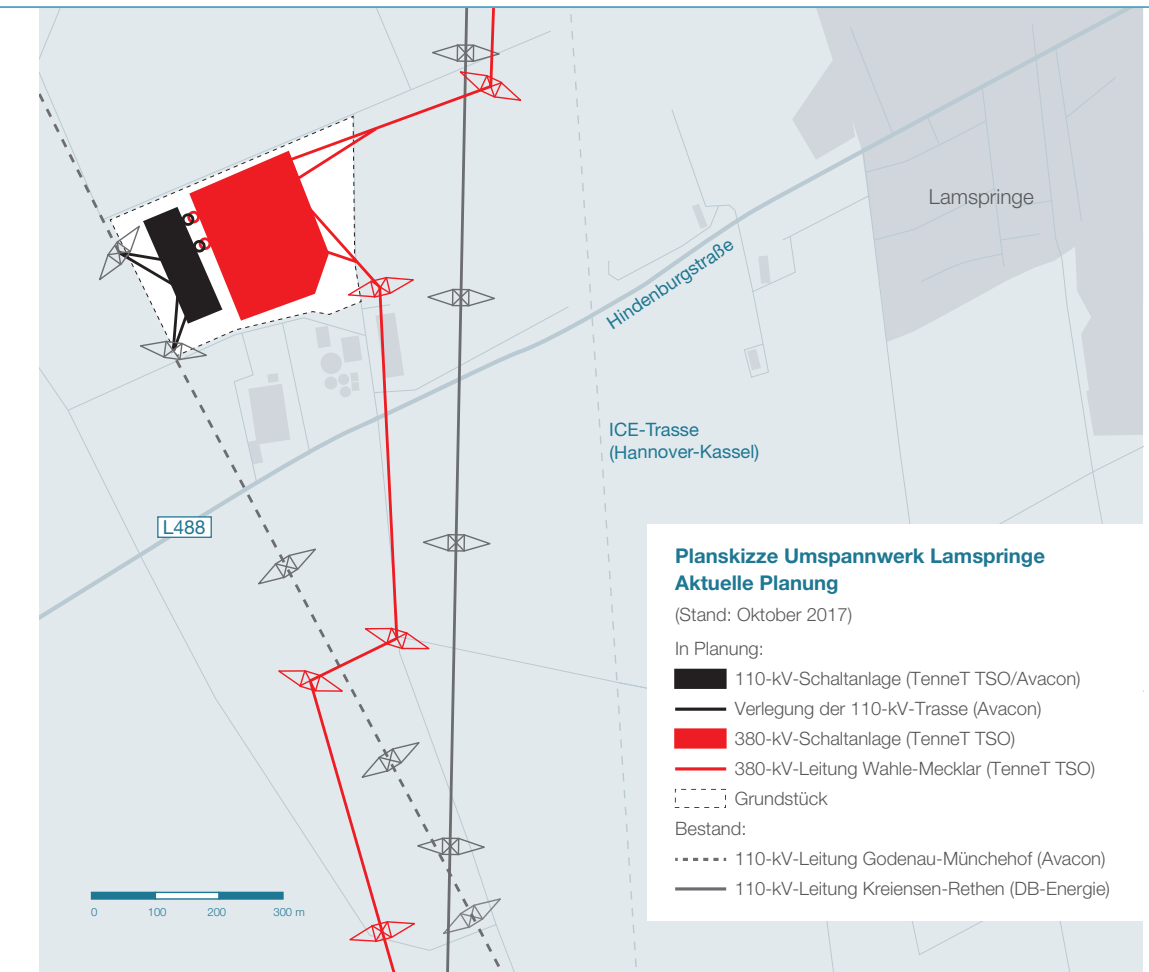 Lamspringe
Hindenburgstraße
ICE-Trasse
(Hannover-Kassel)
L488
Planskizze Umspannwerk Lamspringe
Aktuelle Planung
(Stand: Oktober 2017)
In Planung:
110-kV-Schaltanlage (TenneT TSO/Avacon)
Verlegung der 110-kV-Trasse (Avacon)
380-kV-Schaltanlage (TenneT TSO)
380-kV-Leitung Wahle-Mecklar (TenneT TSO)
Grundstück
Bestand:
110-kV-Leitung Godenau-Münchehof (Avacon)
110-kV-Leitung Kreiensen-Rethen (DB-Energie)
0 100 200 300 m